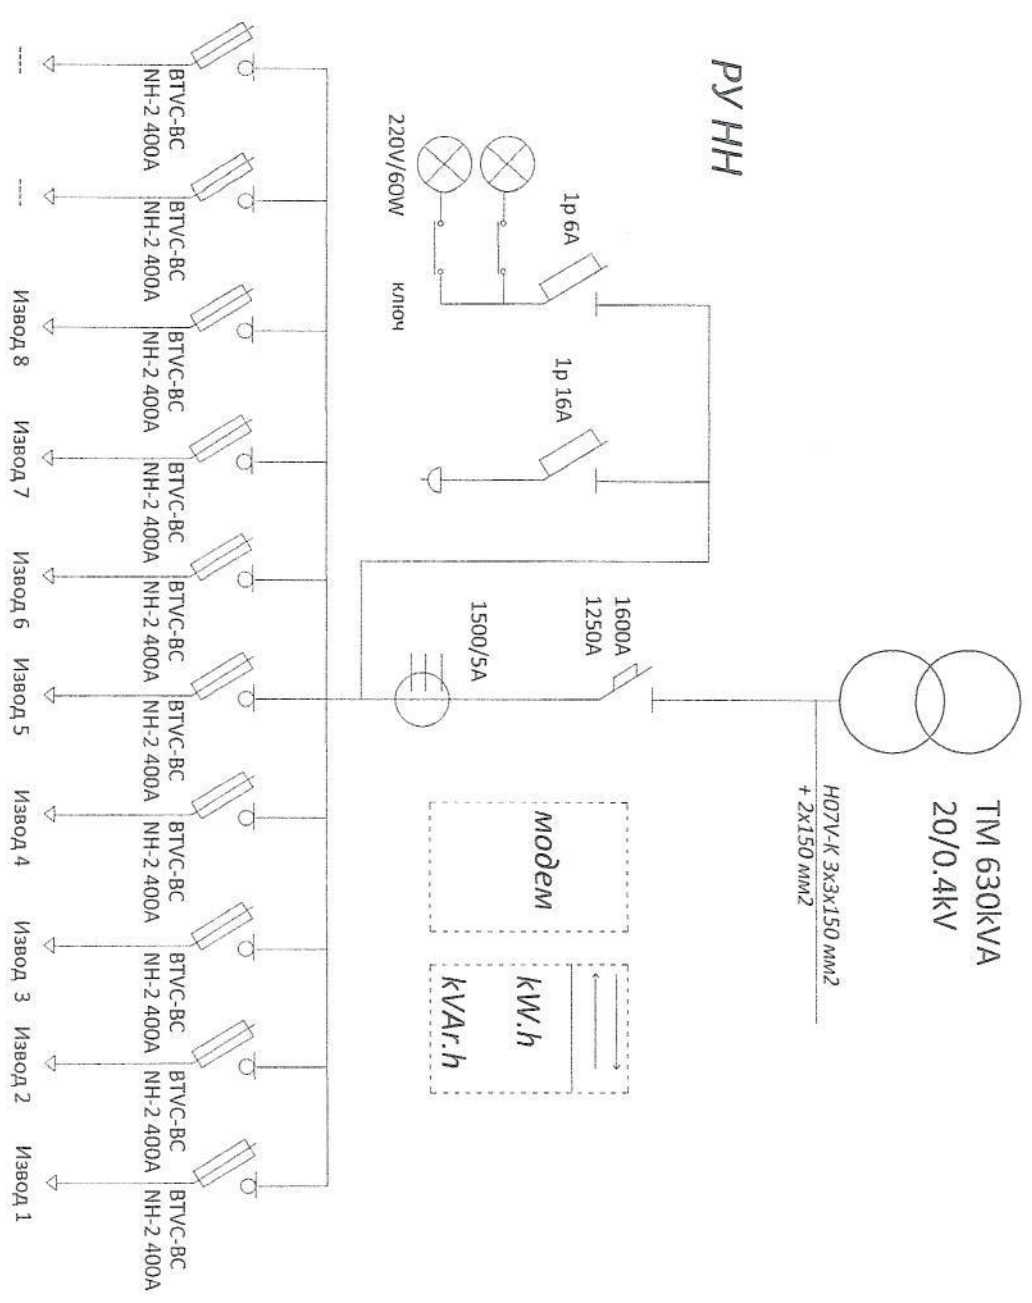 РУ НН
ТМ 630kVA
20/0.4kV
H07V-K 3x3x150 мм2
+ 2x150 мм2
1р 6А
220V/60W
ключ
1р 16А
1600А
1250А
1500/5А
модем
kW.h
kVAr.h
BTVC-BC
NH-2 400A
BTVC-BC
NH-2 400A
BTVC-BC
NH-2 400A
BTVC-BC
NH-2 400A
BTVC-BC
NH-2 400A
BTVC-BC
NH-2 400A
BTVC-BC
NH-2 400A
BTVC-BC
NH-2 400A
BTVC-BC
NH-2 400A
BTVC-BC
NH-2 400A
----
----
Извод 8
Извод 7
Извод 6
Извод 5
Извод 4
Извод 3
Извод 2
Извод 1